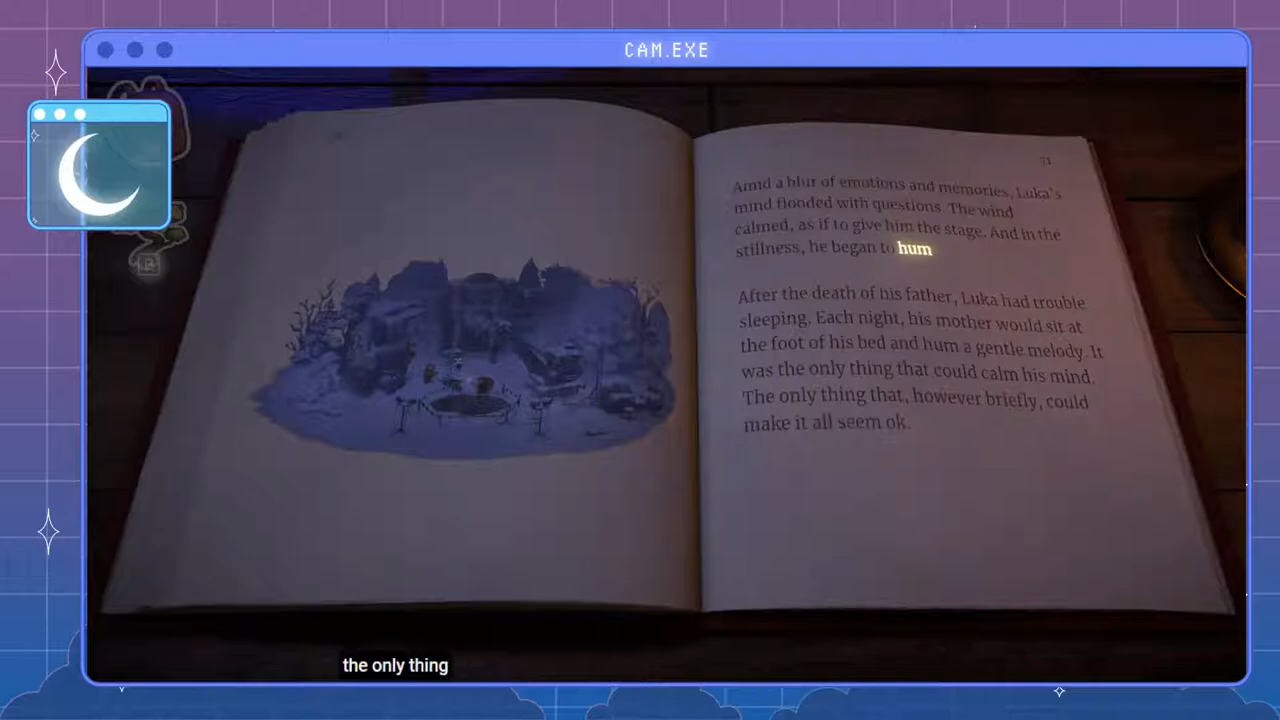 CAM.EXE
71
Amid a blur of emotions and memories, Luka's
mind flooded with questions. The wind
calmed, as if to give him the stage. And in the
stillness, he began to hum
After the death of his father, Luka had trouble
sleeping. Each night, his mother would sit at
the foot of his bed and hum a gentle melody. It
was the only thing that could calm his mind.
The only thing that, however briefly, could
make it all seem ok.
the only thing